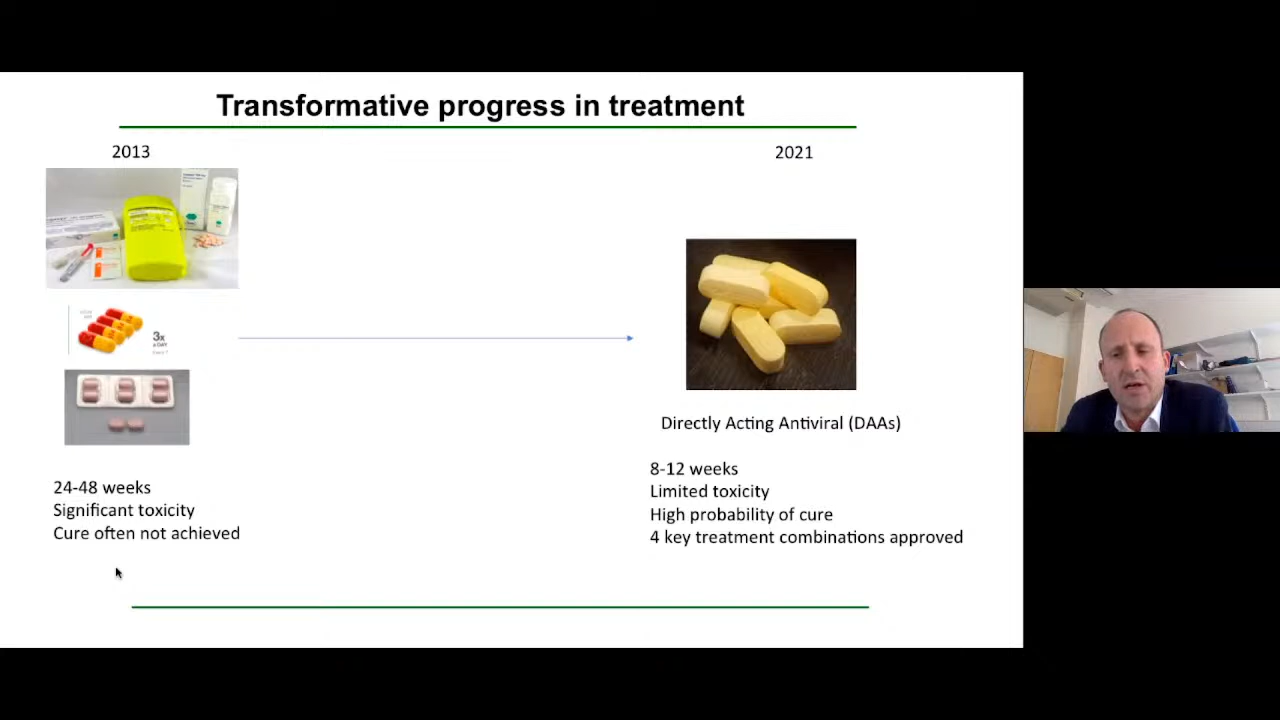 Transformative progress in treatment
2013
2021
3x
a DAY
Directly Acting Antiviral (DAAs)
24-48 weeks
Significant toxicity
Cure often not achieved
8-12 weeks
Limited toxicity
High probability of cure
4 key treatment combinations approved